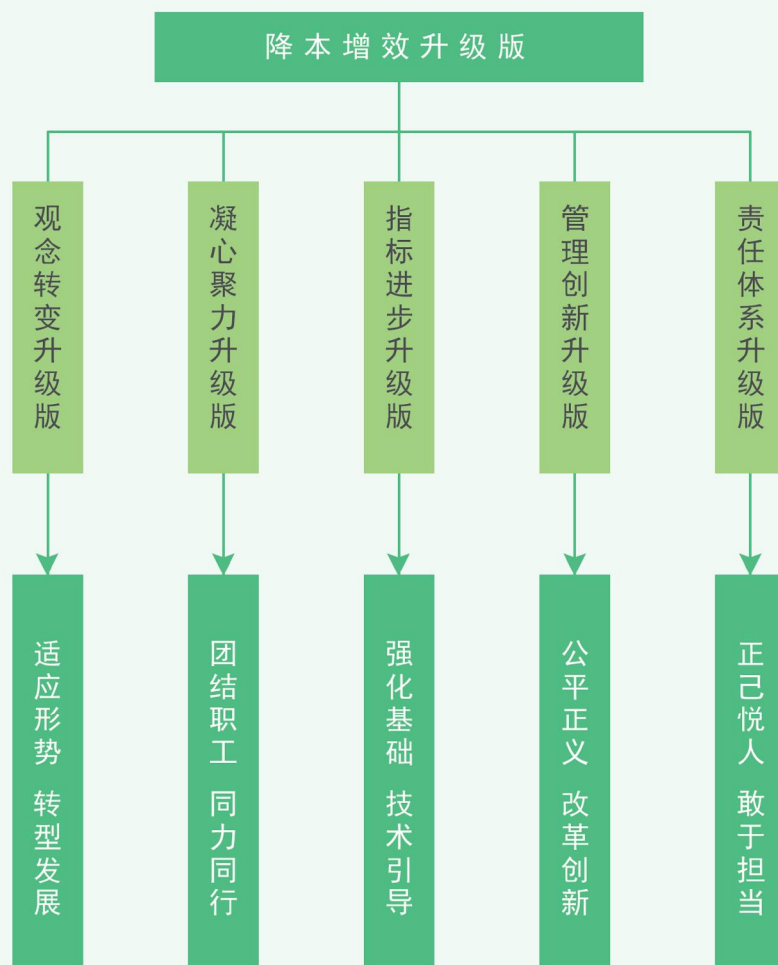 降本增效升级版
观念转变升级版
凝心聚力升级版
指标进步升级版
管理创新升级版
责任体系升级版
适应形势 转型发展
团结职工 同力同行
强化基础 技术引导
公平正义 改革创新
正己悦人 敢于担当